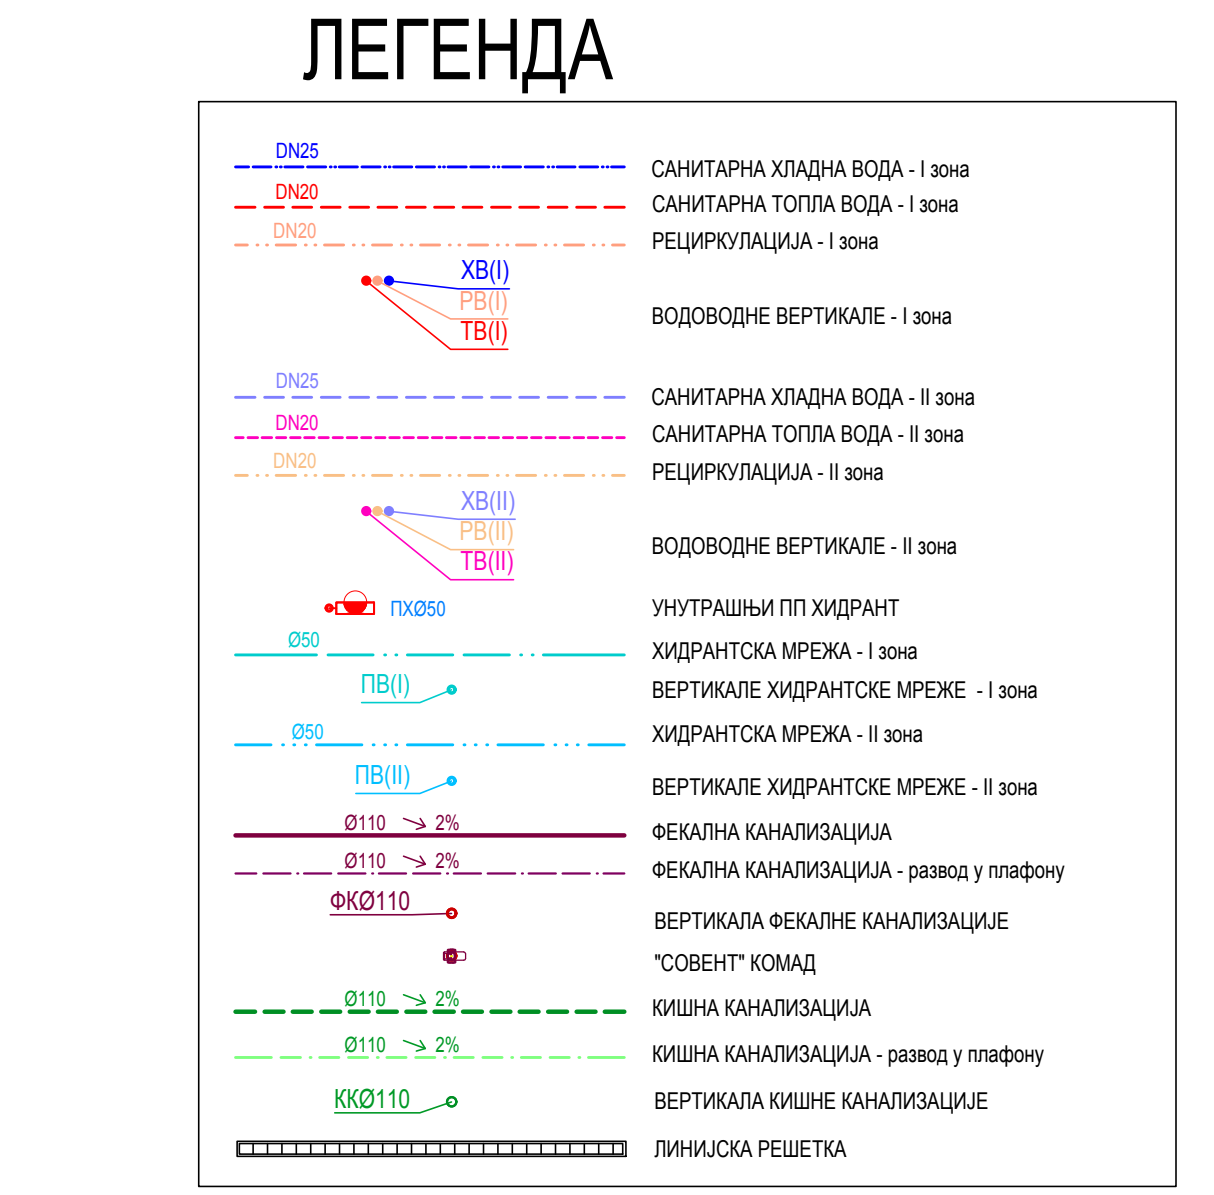 ЛЕГЕНДА
DN25
САНИТАРНА ХЛАДНА ВОДА - I зона
DN20
САНИТАРНА ТОПЛА ВОДА - I зона
DN20
РЕЦИРКУЛАЦИЈА - I зона
ХВ(I)
РВ(I)
ТВ(I)
ВОДОВОДНЕ ВЕРТИКАЛЕ - I зона
DN25
САНИТАРНА ХЛАДНА ВОДА - II зона
DN20
САНИТАРНА ТОПЛА ВОДА - II зона
DN20
РЕЦИРКУЛАЦИЈА - II зона
ХВ(II)
РВ(II)
ТВ(II)
ВОДОВОДНЕ ВЕРТИКАЛЕ - II зона
ПХØ50
УНУТРАШЊИ ПП ХИДРАНТ
Ø50
ХИДРАНТСКА МРЕЖА - I зона
ПВ(I)
ВЕРТИКАЛЕ ХИДРАНТСКЕ МРЕЖЕ - I зона
Ø50
ХИДРАНТСКА МРЕЖА - II зона
ПВ(II)
ВЕРТИКАЛЕ ХИДРАНТСКЕ МРЕЖЕ - II зона
Ø110 2%
ФЕКАЛНА КАНАЛИЗАЦИЈА
Ø110 2%
ФЕКАЛНА КАНАЛИЗАЦИЈА - развод у плафону
ФКØ110
ВЕРТИКАЛА ФЕКАЛНЕ КАНАЛИЗАЦИЈЕ
"СОВЕНТ" КОМАД
Ø110 2%
КИШНА КАНАЛИЗАЦИЈА
Ø110 2%
КИШНА КАНАЛИЗАЦИЈА - развод у плафону
ККØ110
ВЕРТИКАЛА КИШНЕ КАНАЛИЗАЦИЈЕ
ЛИНИЈСКА РЕШЕТКА